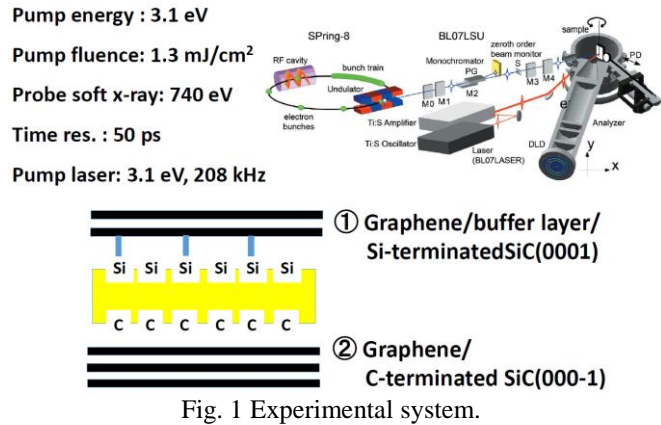 Pump energy : 3.1 eV
Pump fluence: 1.3 mJ/cm²
Probe soft x-ray: 740 eV
Time res. : 50 ps
Pump laser: 3.1 eV, 208 kHz
SPring-8
BL07LSU
RF cavity
bunch train
Undulator
electron
bunches
Monochromator
PG
zeroth order
beam monitor
S
M0
M1
M2
M3
M4
sample
PD
Ti:S Amplifier
Ti:S Oscillator
Laser
(BL07LASER)
e
Analyzer
DLD
y
x
① Graphene/buffer layer/
Si-terminatedSiC(0001)
Si Si Si Si Si Si
C C C C C C
② Graphene/
C-terminated SiC(000-1)
Fig. 1 Experimental system.